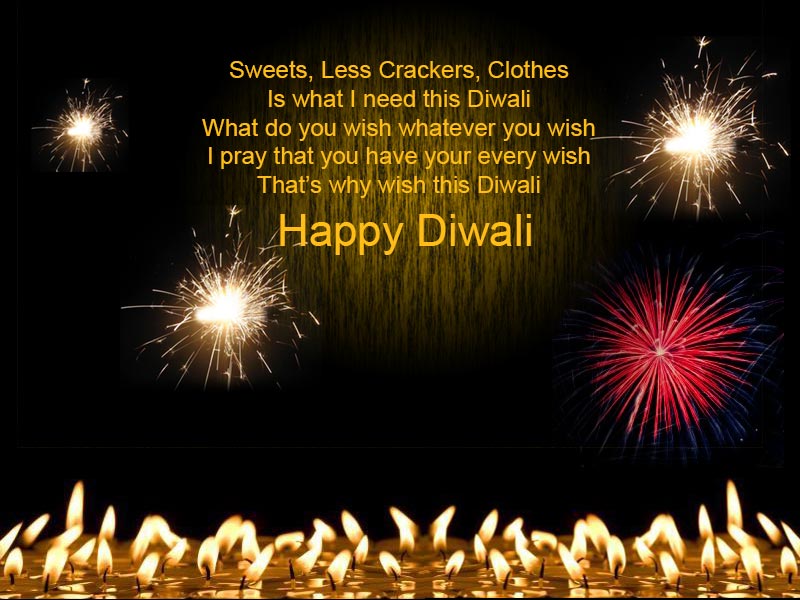 Sweets, Less Crackers, Clothes
Is what I need this Diwali
What do you wish whatever you wish
I pray that you have your every wish
That’s why wish this Diwali
Happy Diwali